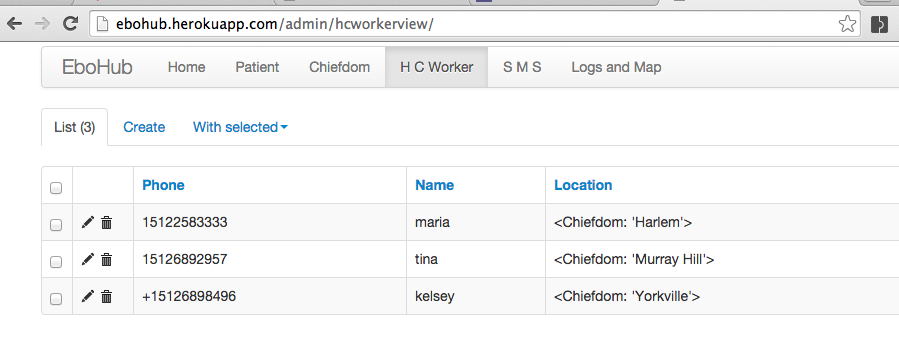 ebohub.herokuapp.com/admin/hcworkerview/
EboHub Home Patient Chiefdom H C Worker S M S Logs and Map
List (3) Create With selected
Phone Name Location
15122583333 maria <Chiefdom: 'Harlem'>
15126892957 tina <Chiefdom: 'Murray Hill'>
+15126898496 kelsey <Chiefdom: 'Yorkville'>